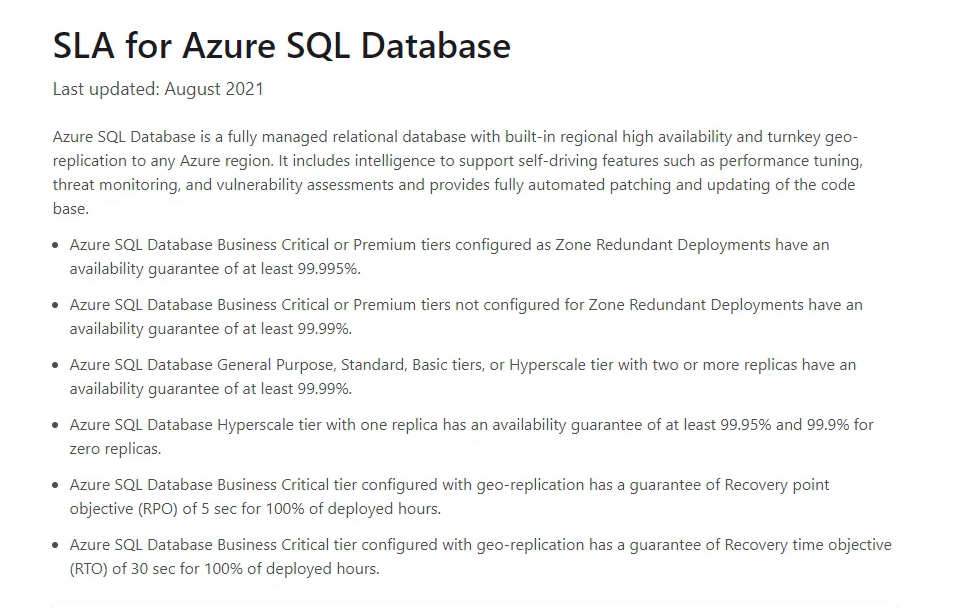 SLA for Azure SQL Database
Last updated: August 2021
Azure SQL Database is a fully managed relational database with built-in regional high availability and turnkey geo-
replication to any Azure region. It includes intelligence to support self-driving features such as performance tuning,
threat monitoring, and vulnerability assessments and provides fully automated patching and updating of the code
base.
• Azure SQL Database Business Critical or Premium tiers configured as Zone Redundant Deployments have an
availability guarantee of at least 99.995%.
• Azure SQL Database Business Critical or Premium tiers not configured for Zone Redundant Deployments have an
availability guarantee of at least 99.99%.
• Azure SQL Database General Purpose, Standard, Basic tiers, or Hyperscale tier with two or more replicas have an
availability guarantee of at least 99.99%.
• Azure SQL Database Hyperscale tier with one replica has an availability guarantee of at least 99.95% and 99.9% for
zero replicas.
• Azure SQL Database Business Critical tier configured with geo-replication has a guarantee of Recovery point
objective (RPO) of 5 sec for 100% of deployed hours.
• Azure SQL Database Business Critical tier configured with geo-replication has a guarantee of Recovery time objective
(RTO) of 30 sec for 100% of deployed hours.